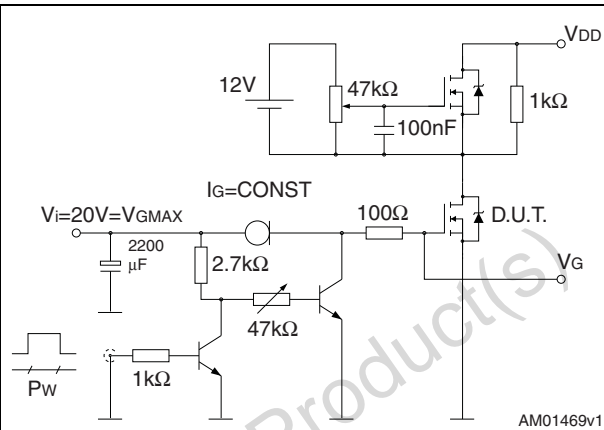 VDD
12V
47kΩ
1kΩ
100nF
IG=CONST
Vi=20V=VGMAX
100Ω
D.U.T.
2200
μF
2.7kΩ
VG
47kΩ
1kΩ
PW
Product(s)
AM01469v1